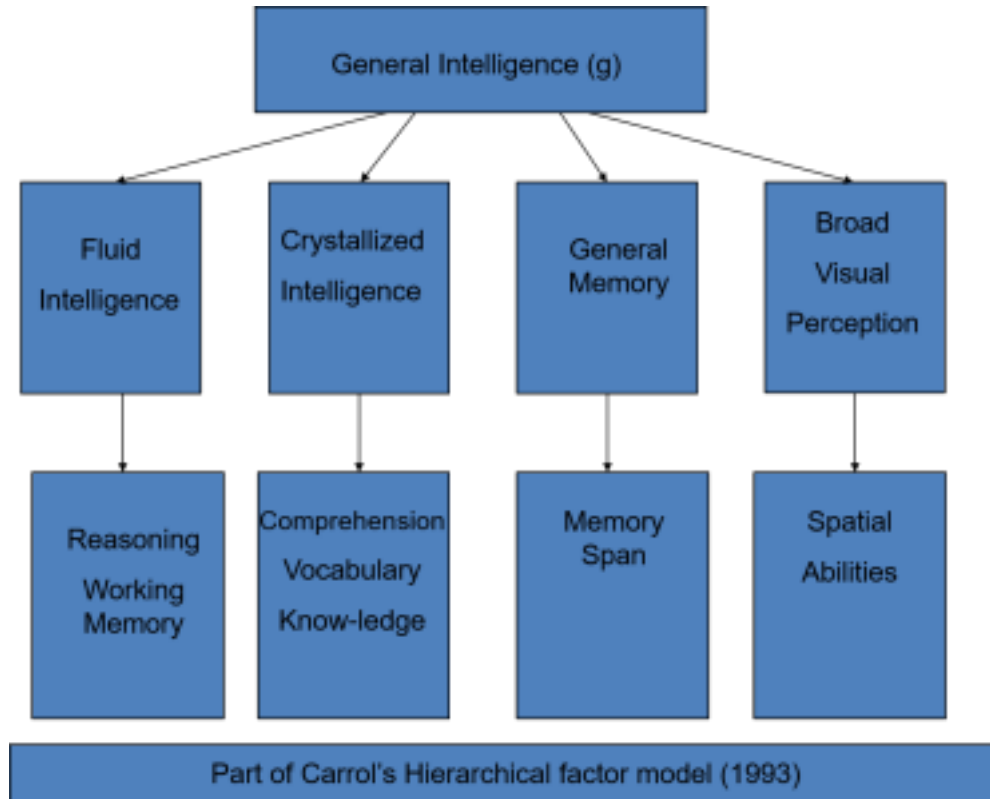 General Intelligence (g)
Fluid
Intelligence
Crystallized
Intelligence
General
Memory
Broad
Visual
Perception
Reasoning
Working
Memory
Comprehension
Vocabulary
Know-ledge
Memory
Span
Spatial
Abilities
Part of Carrol's Hierarchical factor model (1993)